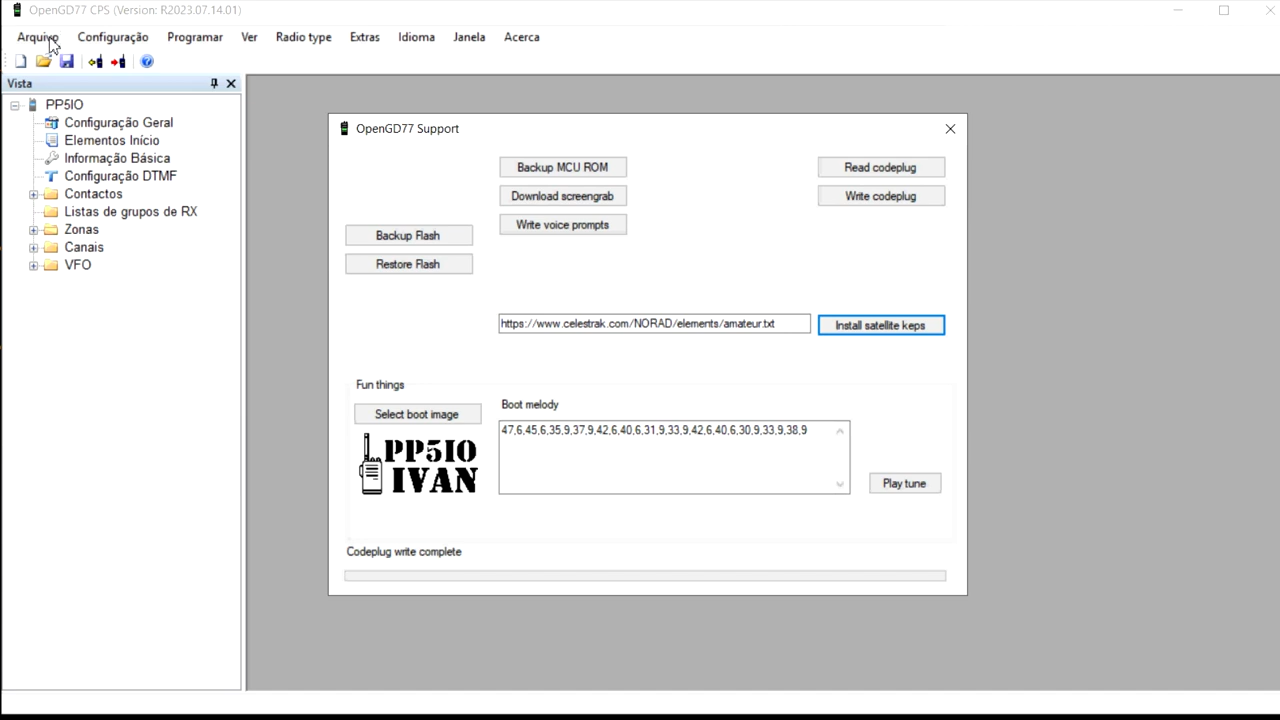 OpenGD77 CPS (Version: R2023.07.14.01)
Arquivo Configuração Programar Ver Radio type Extras Idioma Janela Acerca
Vista
PP5IO
Configuração Geral
Elementos Início
Informação Básica
Configuração DTMF
Contactos
Listas de grupos de RX
Zonas
Canais
VFO
OpenGD77 Support
Backup MCU ROM
Read codeplug
Download screengrab
Write codeplug
Write voice prompts
Backup Flash
Restore Flash
https://www.celestrak.com/NORAD/elements/amateur.txt
Install satellite keps
Fun things
Select boot image
Boot melody
47,6,45,6,35,9,37,9,42,6,40,6,31,9,33,9,42,6,40,6,30,9,33,9,38,9
PP5IO
IVAN
Play tune
Codeplug write complete